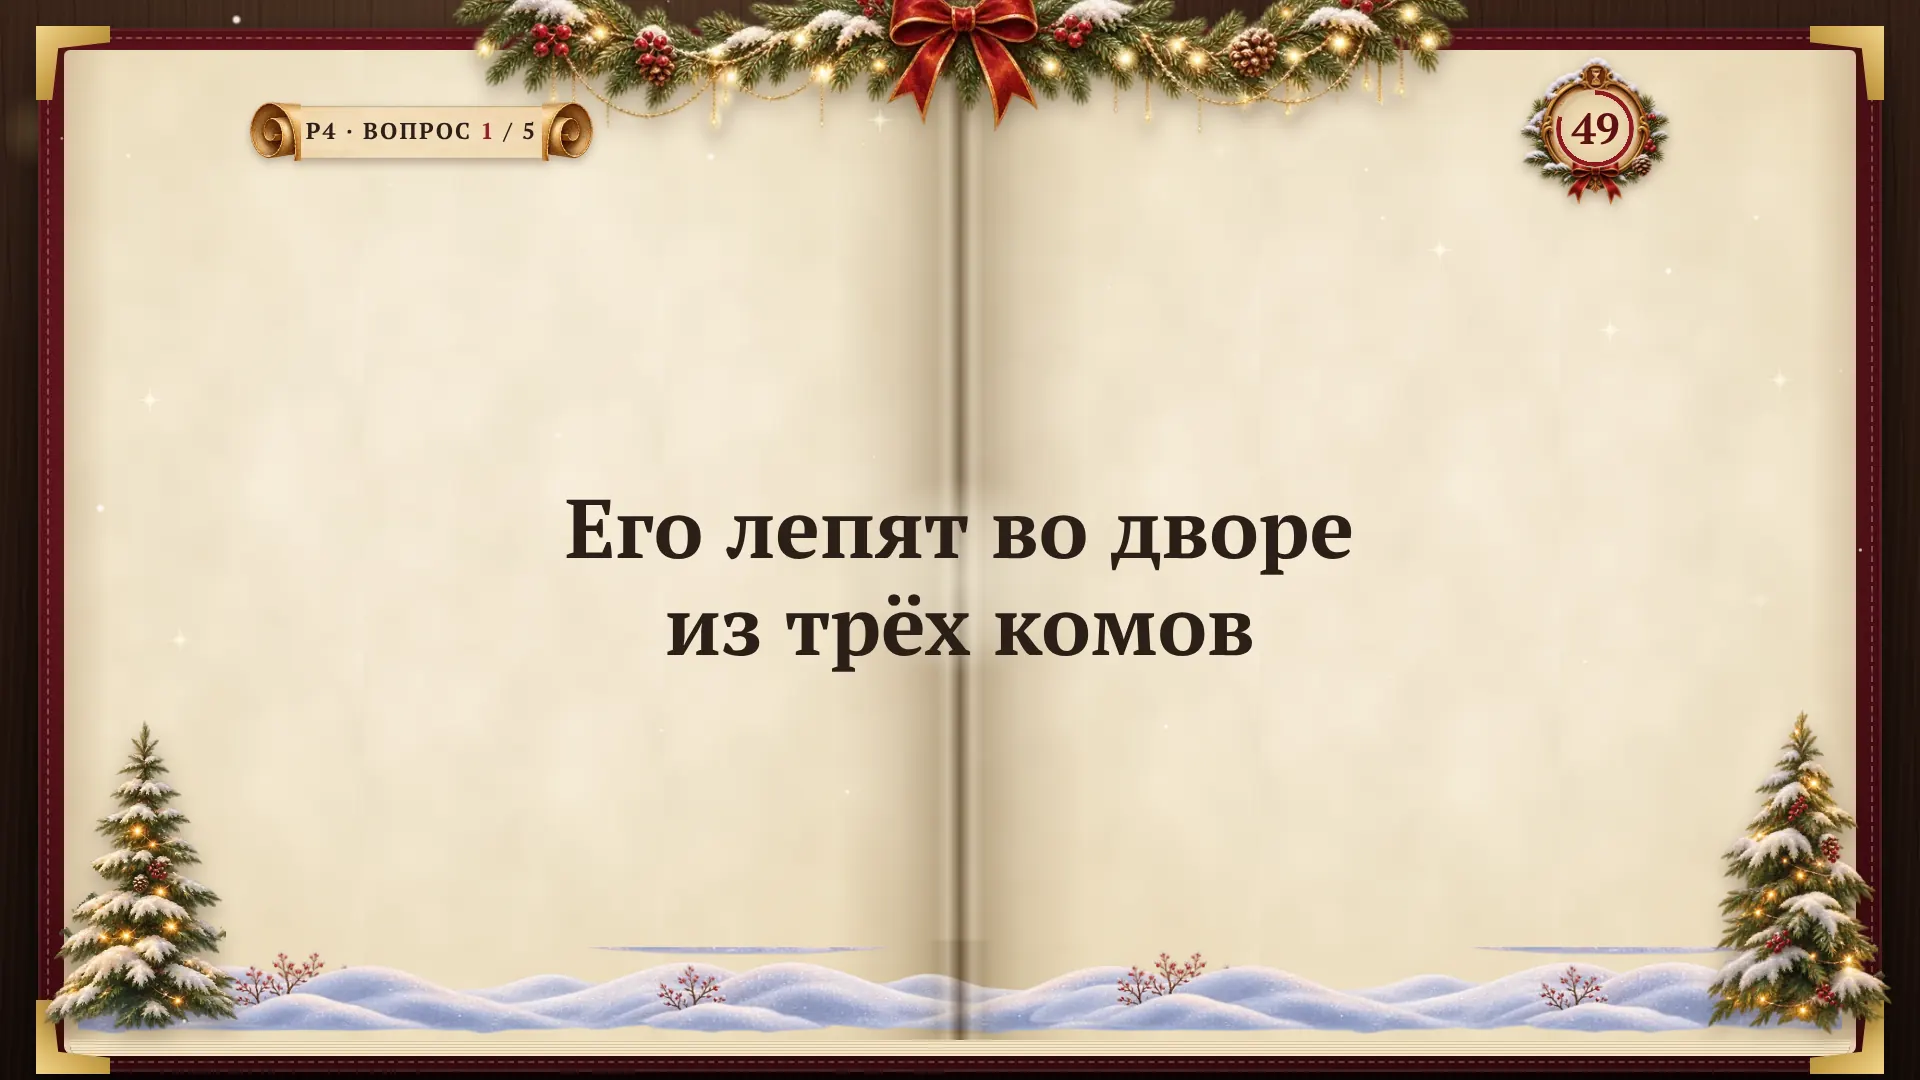 Р4 · ВОПРОС 1 / 5
49
Его лепят во дворе
из трёх комов